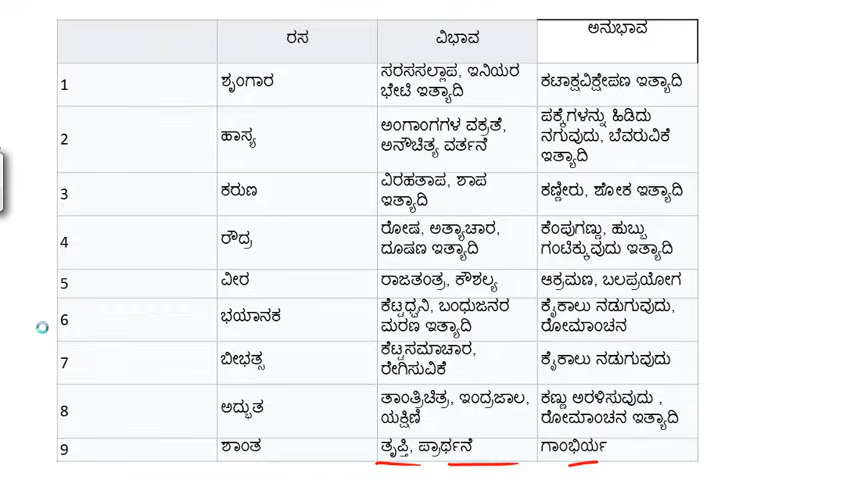 ರಸ ವಿಭಾವ ಅನುಭಾವ
1 ಶೃಂಗಾರ ಸರಸಸಲ್ಲಾಪ, ಇನಿಯರ ಕಟಾಕ್ಷವಿಕ್ಷೇಪಣ ಇತ್ಯಾದಿ
ಭೇಟಿ ಇತ್ಯಾದಿ
2 ಹಾಸ್ಯ ಅಂಗಾಂಗಗಳ ವಕ್ರತೆ, ಪಕ್ಕೆಗಳನ್ನು ಹಿಡಿದು
ಅನೌಚಿತ್ಯ ವರ್ತನೆ ನಗುವುದು, ಬೆವರುವಿಕೆ
ಇತ್ಯಾದಿ
3 ಕರುಣ ವಿರಹತಾಪ, ಶಾಪ ಕಣ್ಣೀರು, ಶೋಕ ಇತ್ಯಾದಿ
ಇತ್ಯಾದಿ
4 ರೌದ್ರ ರೋಷ, ಅತ್ಯಾಚಾರ, ಕೆಂಪುಗಣ್ಣು, ಹುಬ್ಬು
ದೂಷಣ ಇತ್ಯಾದಿ ಗಂಟಿಕ್ಕುವುದು ಇತ್ಯಾದಿ
5 ವೀರ ರಾಜತಂತ್ರ, ಕೌಶಲ್ಯ ಆಕ್ರಮಣ, ಬಲಪ್ರಯೋಗ
6 ಭಯಾನಕ ಕೆಟ್ಟಧ್ವನಿ, ಬಂಧುಜನರ ಕೈಕಾಲು ನಡುಗುವುದು,
ಮರಣ ಇತ್ಯಾದಿ ರೋಮಾಂಚನ
7 ಬೀಭತ್ಸ ಕೆಟ್ಟಸಮಾಚಾರ, ಕೈಕಾಲು ನಡುಗುವುದು
ರೇಗಿಸುವಿಕೆ
8 ಅದ್ಭುತ ತಾಂತ್ರಿಚಿತ್ರ, ಇಂದ್ರಜಾಲ, ಕಣ್ಣು ಅರಳಿಸುವುದು ,
ಯಕ್ಷಿಣಿ ರೋಮಾಂಚನ ಇತ್ಯಾದಿ
9 ಶಾಂತ ತೃಪ್ತಿ, ಪ್ರಾರ್ಥನೆ ಗಾಂಭಿರ್ಯ